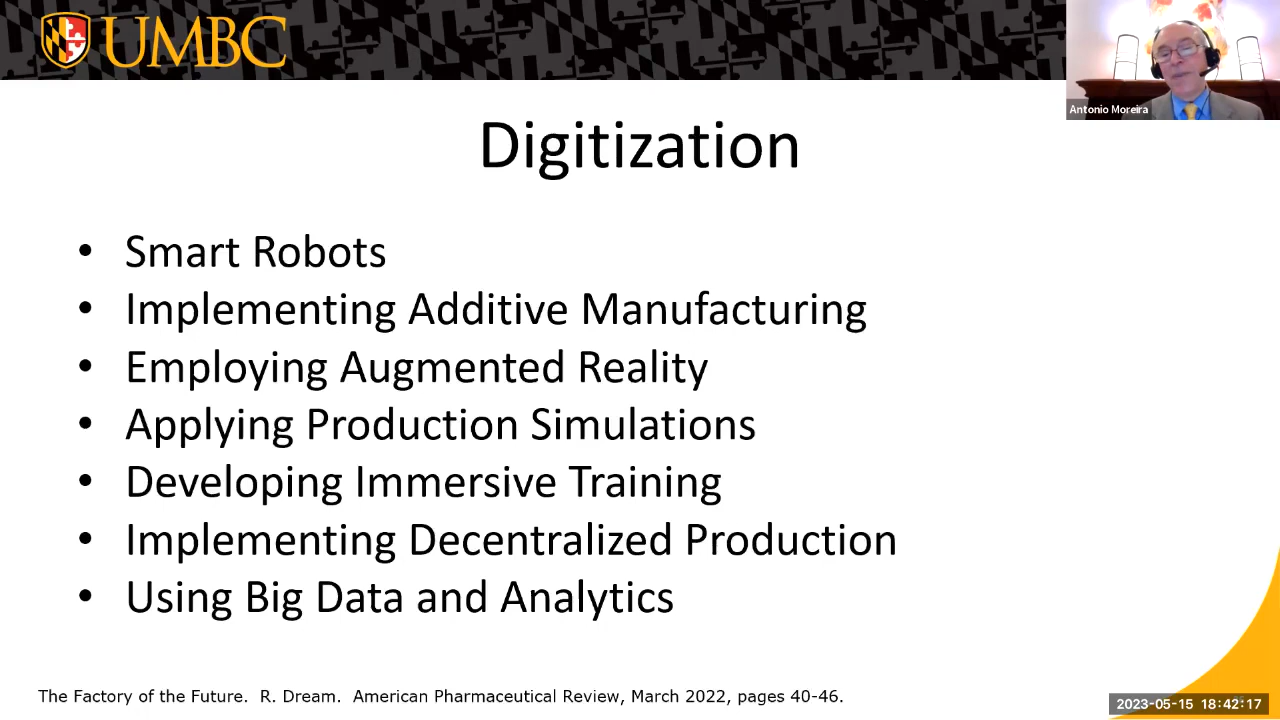 UMBC
Antonio Moreira
Digitization
• Smart Robots
• Implementing Additive Manufacturing
• Employing Augmented Reality
• Applying Production Simulations
• Developing Immersive Training
• Implementing Decentralized Production
• Using Big Data and Analytics
The Factory of the Future. R. Dream. American Pharmaceutical Review, March 2022, pages 40-46.
2023-05-15 18:42:17